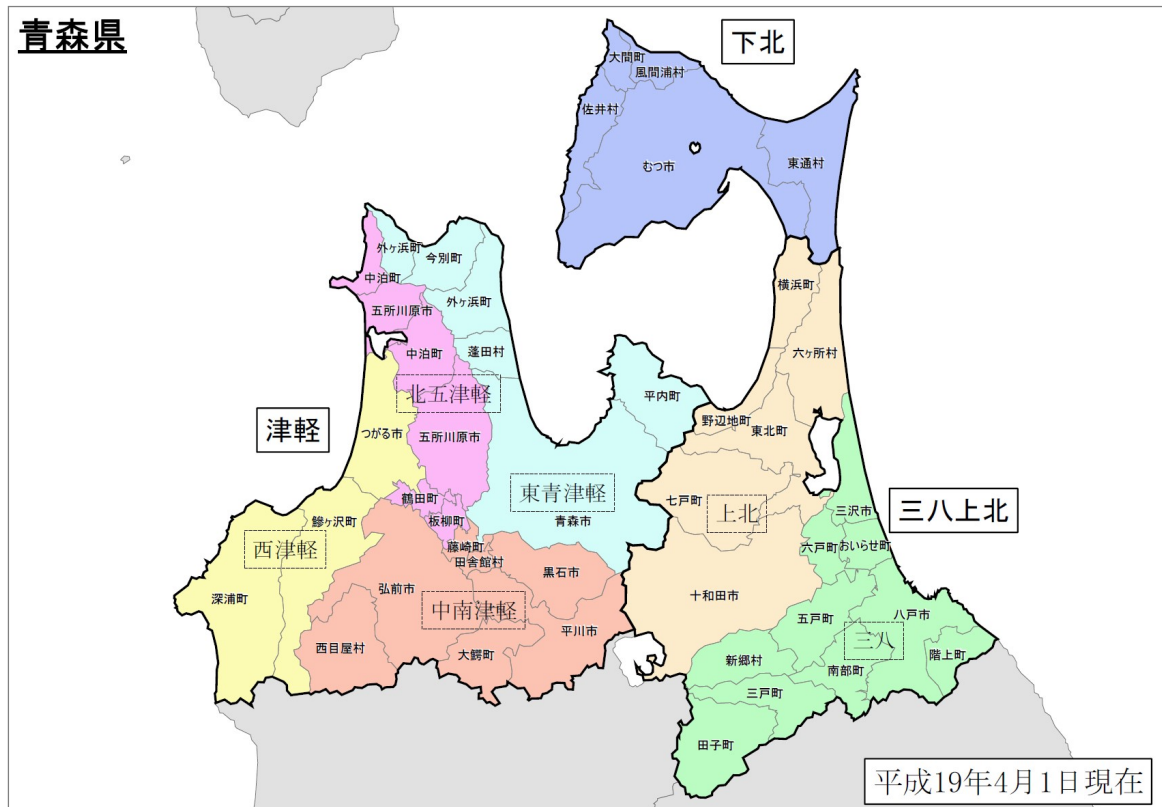 青森県
下北
大間町
風間浦村
佐井村
むつ市
東通村
外ヶ浜町
今別町
中泊町
五所川原市
外ヶ浜町
中泊町
蓬田村
北五津軽
平内町
横浜町
六ヶ所村
野辺地町
東北町
津軽
つがる市
五所川原市
鶴田町
板柳町
東青津軽
青森市
七戸町
上北
三八上北
三沢市
六戸町
おいらせ町
鰺ヶ沢町
西津軽
深浦町
藤崎町
田舎館村
黒石市
弘前市
中南津軽
平川市
西目屋村
大鰐町
十和田市
五戸町
八戸市
三八
新郷村
南部町
階上町
三戸町
田子町
平成19年4月1日現在